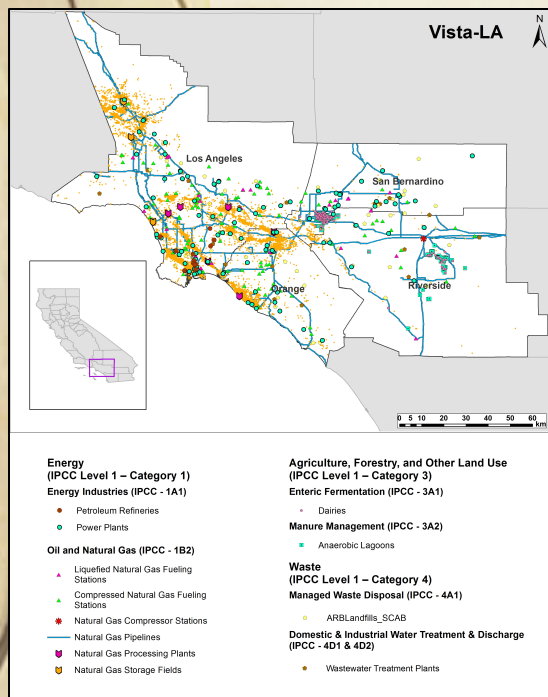 Vista-LA
N
Los Angeles
San Bernardino
Orange
Riverside
0 5 10 20 30 40 50 60
km
Energy
(IPCC Level 1 – Category 1)
Energy Industries (IPCC - 1A1)
Petroleum Refineries
Power Plants
Oil and Natural Gas (IPCC - 1B2)
Liquefied Natural Gas Fueling
Stations
Compressed Natural Gas Fueling
Stations
Natural Gas Compressor Stations
Natural Gas Pipelines
Natural Gas Processing Plants
Natural Gas Storage Fields
Agriculture, Forestry, and Other Land Use
(IPCC Level 1 – Category 3)
Enteric Fermentation (IPCC - 3A1)
Dairies
Manure Management (IPCC - 3A2)
Anaerobic Lagoons
Waste
(IPCC Level 1 – Category 4)
Managed Waste Disposal (IPCC - 4A1)
ARBLandfills_SCAB
Domestic & Industrial Water Treatment & Discharge
(IPCC - 4D1 & 4D2)
Wastewater Treatment Plants